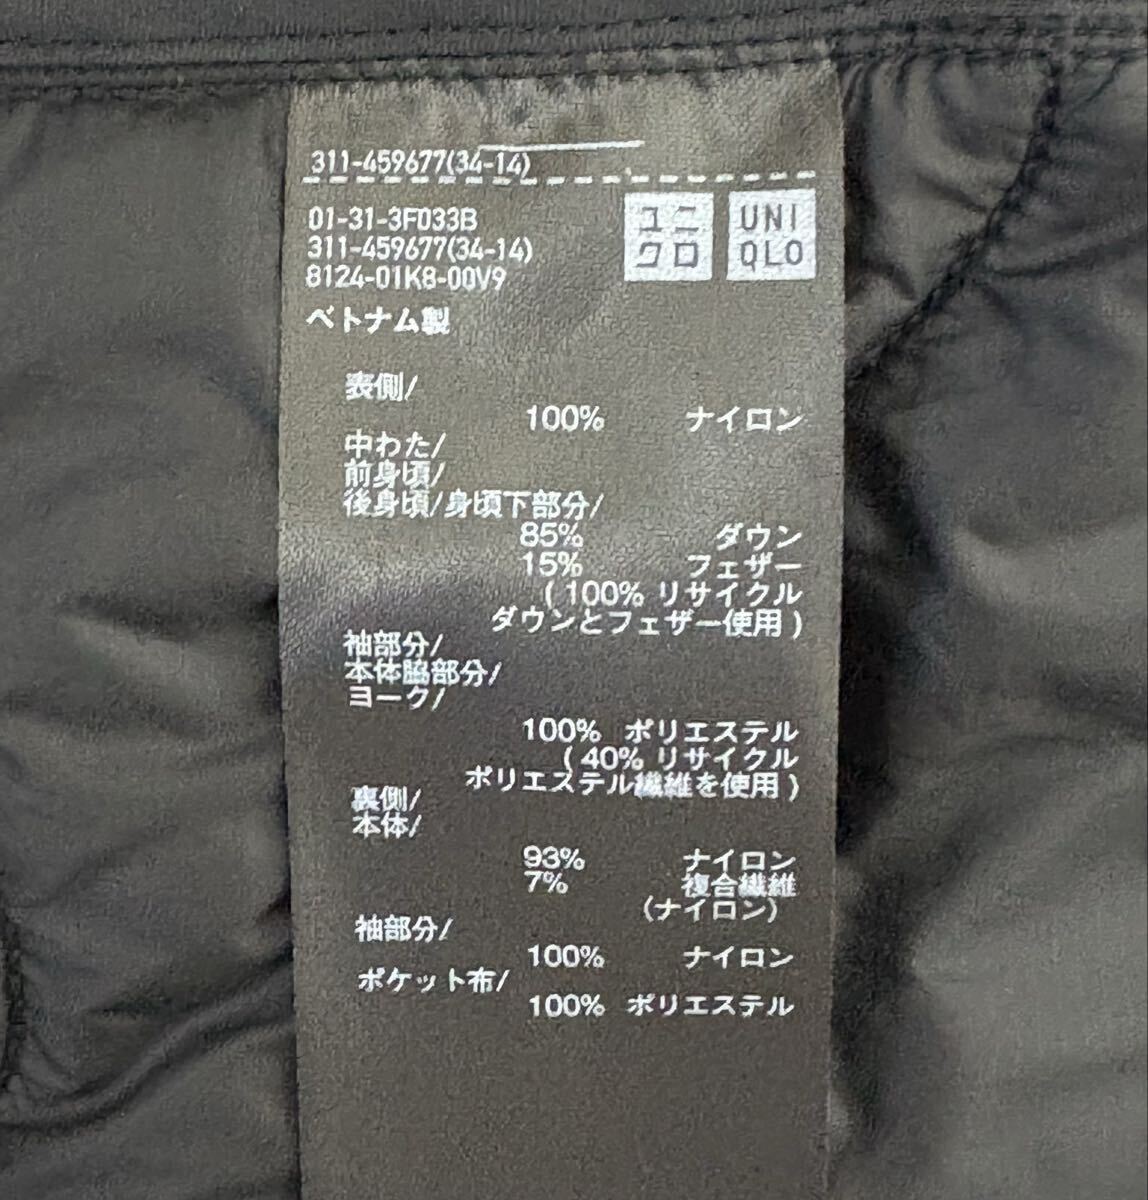 311-459677(34-14)
01-31-3F033B
311-459677(34-14)
8124-01K8-00V9
ユニ
クロ
UNI
QLO
ベトナム製
表側/
100% ナイロン
中わた/
前身頃/
後身頃/身頃下部分/
85% ダウン
15% フェザー
(100% リサイクル
ダウンとフェザー使用)
袖部分/
本体脇部分/
ヨーク/
100% ポリエステル
(40% リサイクル
ポリエステル繊維を使用)
裏側/
本体/
93% ナイロン
7% 複合繊維
(ナイロン)
袖部分/
100% ナイロン
ポケット布/
100% ポリエステル